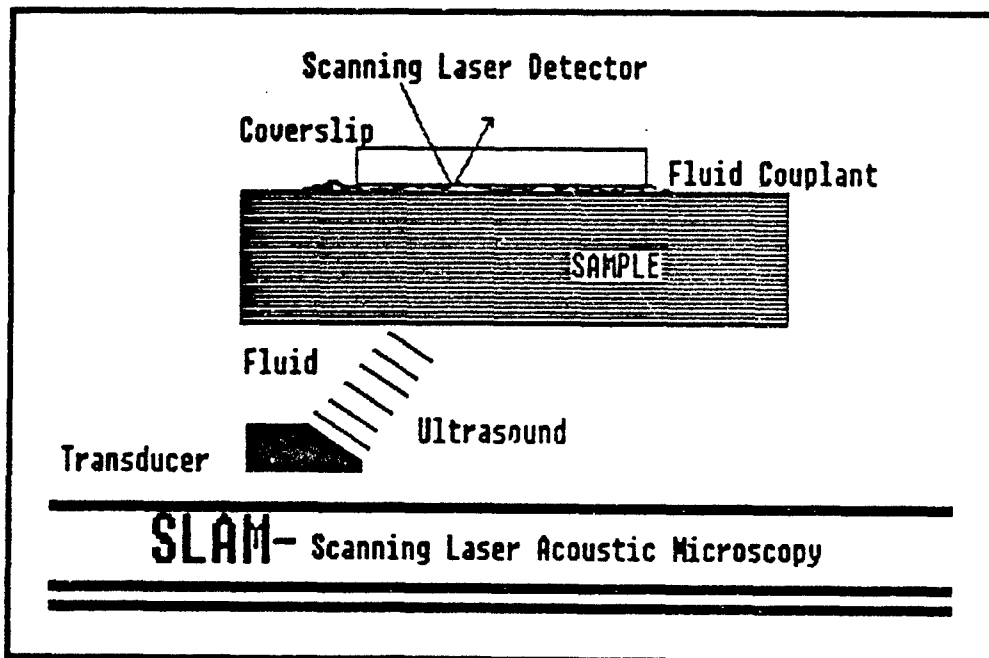 Scanning Laser Detector
Coverslip
Fluid Couplant
SAMPLE
Fluid
Ultrasound
Transducer
SLAM- Scanning Laser Acoustic Microscopy